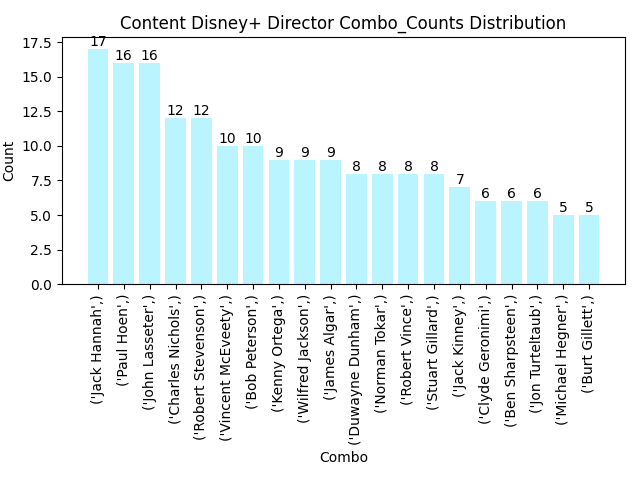 Content Disney+ Director Combo_Counts Distribution
17.5
15.0
12.5
10.0
7.5
5.0
2.5
0.0
Count
17
16
16
12
12
10
10
9
9
9
8
8
8
8
7
6
6
6
5
5
('Jack Hannah',)
('Paul Hoen',)
('John Lasseter',)
('Charles Nichols',)
('Robert Stevenson',)
('Vincent McEveety',)
('Bob Peterson',)
('Kenny Ortega',)
('Wilfred Jackson',)
('James Algar',)
('Duwayne Dunham',)
('Norman Tokar',)
('Robert Vince',)
('Stuart Gillard',)
('Jack Kinney',)
('Clyde Geronimi',)
('Ben Sharpsteen',)
('Jon Turteltaub',)
('Michael Hegner',)
('Burt Gillett',)
Combo